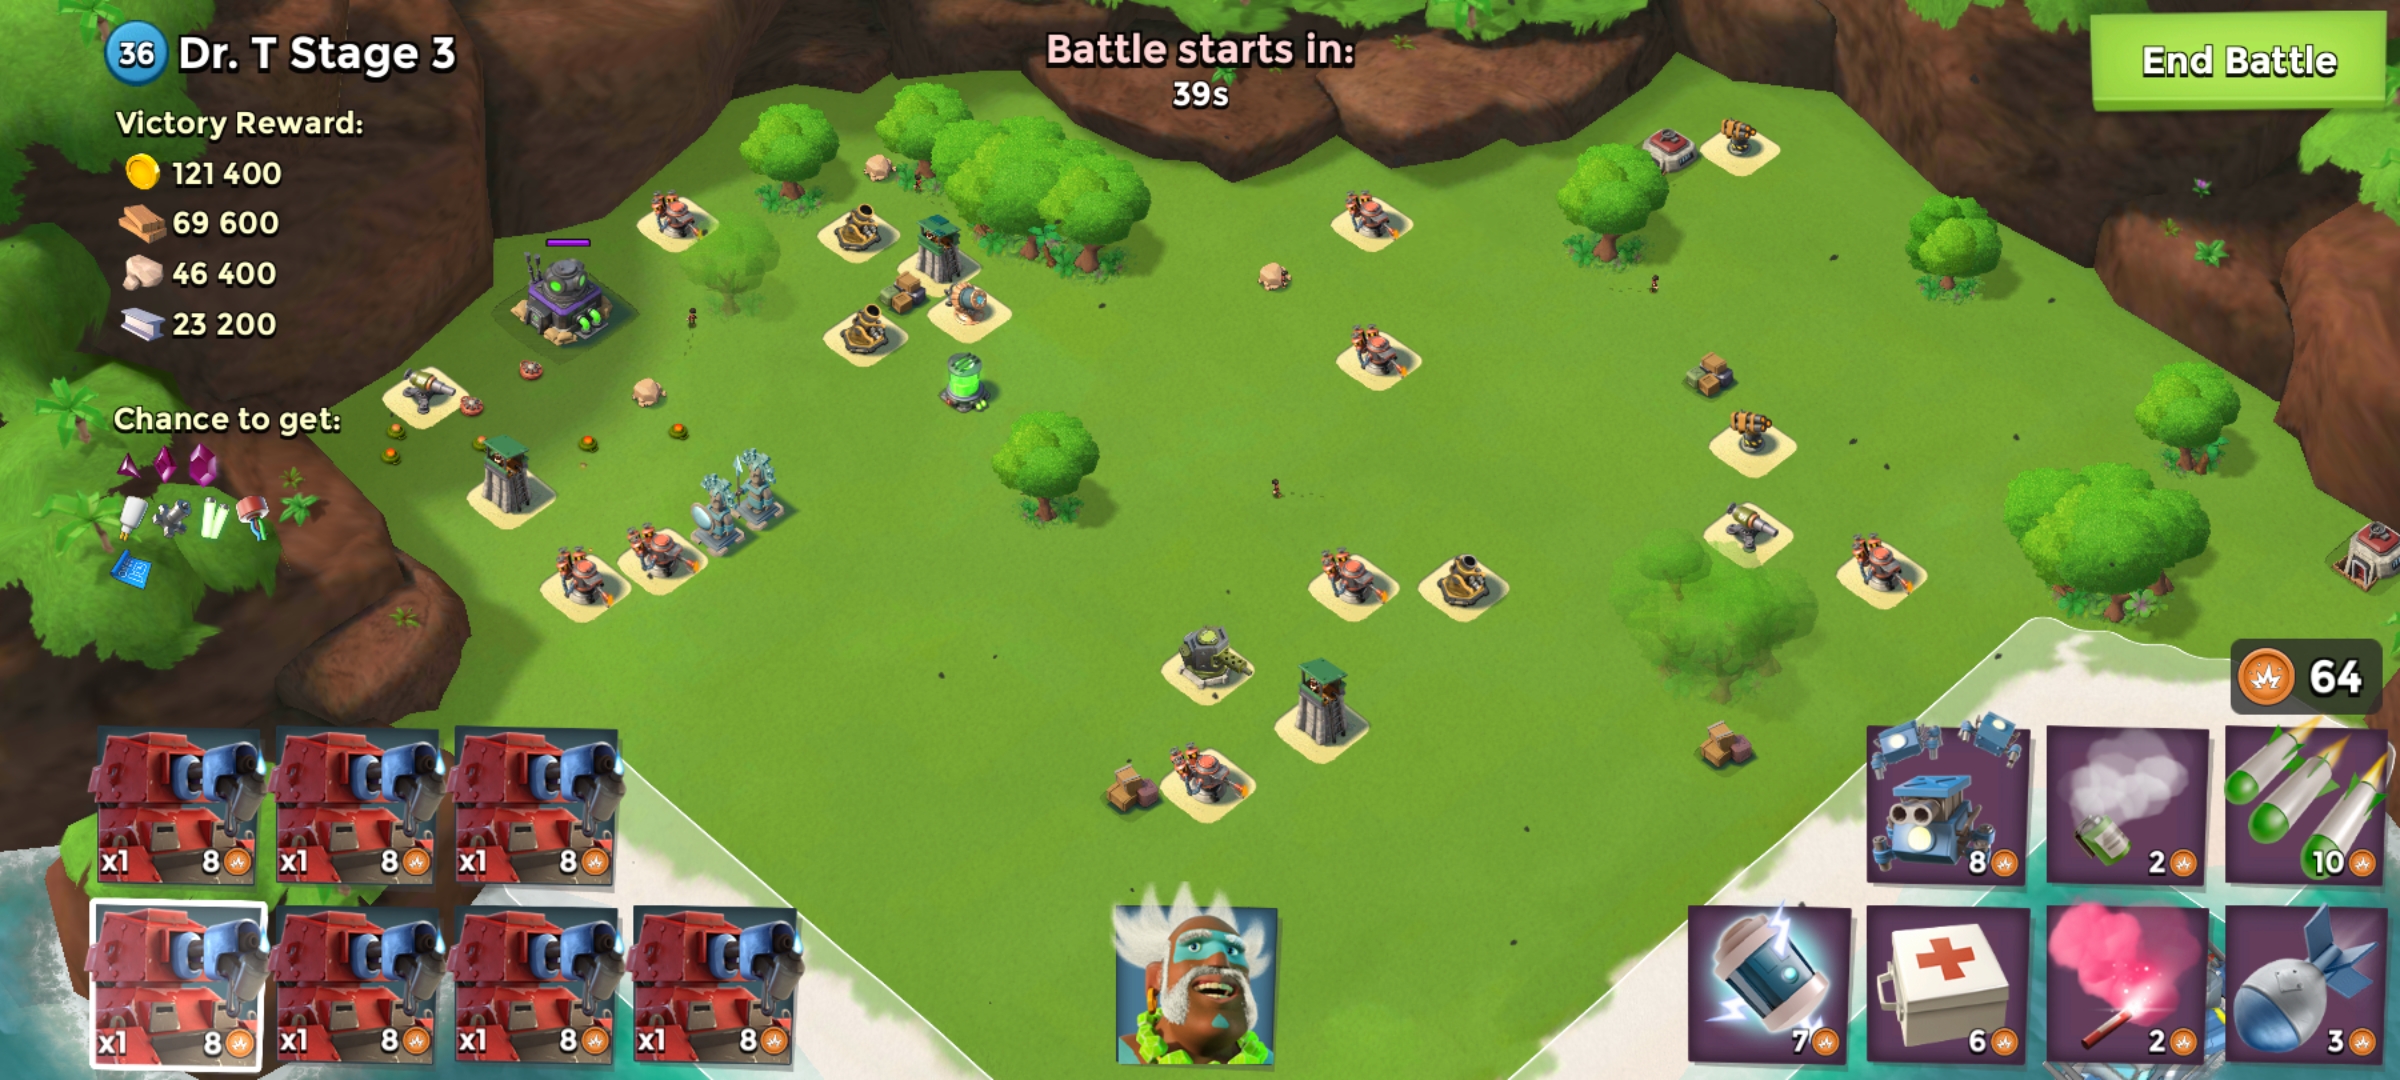 36 Dr. T Stage 3
Battle starts in:
39s
End Battle
Victory Reward:
121 400
69 600
46 400
23 200
Chance to get:
64
x1 8
x1 8
x1 8
8
2
10
x1 8
x1 8
x1 8
x1 8
7
6
2
3